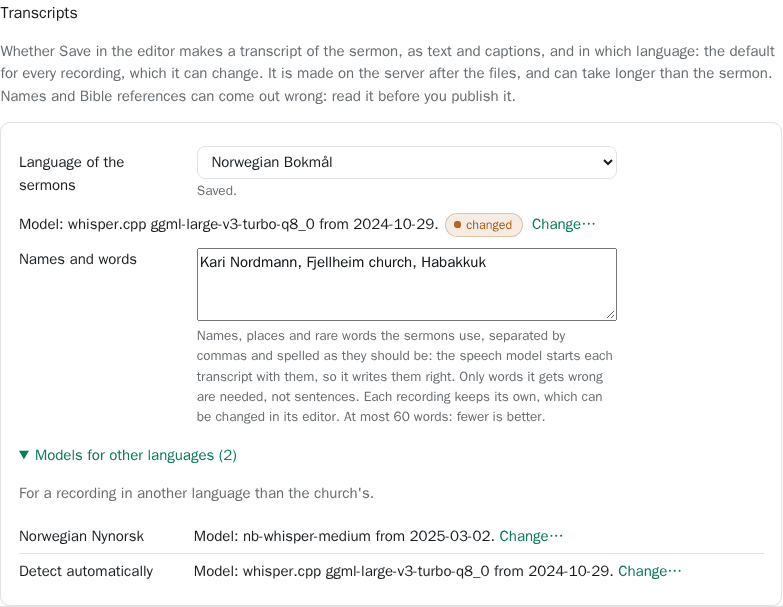 Transcripts
Whether Save in the editor makes a transcript of the sermon, as text and captions, and in which language: the default
for every recording, which it can change. It is made on the server after the files, and can take longer than the sermon.
Names and Bible references can come out wrong: read it before you publish it.
Language of the
sermons
Norwegian Bokmål
Saved.
Model: whisper.cpp ggml-large-v3-turbo-q8_0 from 2024-10-29. changed Change⋯
Names and words
Kari Nordmann, Fjellheim church, Habakkuk
Names, places and rare words the sermons use, separated by
commas and spelled as they should be: the speech model starts each
transcript with them, so it writes them right. Only words it gets wrong
are needed, not sentences. Each recording keeps its own, which can
be changed in its editor. At most 60 words: fewer is better.
▼ Models for other languages (2)
For a recording in another language than the church's.
Norwegian Nynorsk Model: nb-whisper-medium from 2025-03-02. Change⋯
Detect automatically Model: whisper.cpp ggml-large-v3-turbo-q8_0 from 2024-10-29. Change⋯